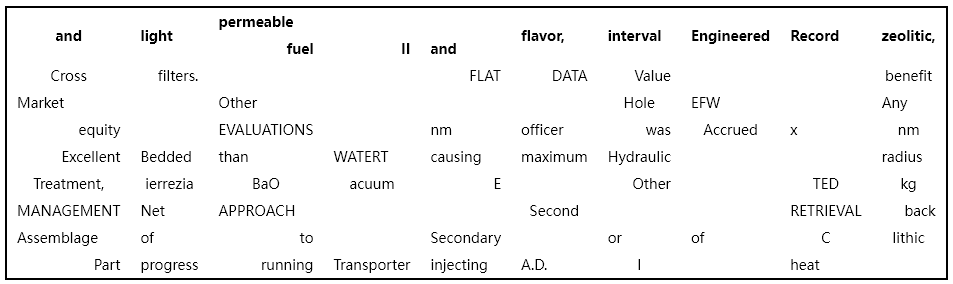 and light permeable fuel II and flavor, interval Engineered Record zeolitic,
Cross filters. FLAT DATA Value benefit
Market Other Hole EFW Any
equity EVALUATIONS nm officer was Accrued x nm
Excellent Bedded than WATERT causing maximum Hydraulic radius
Treatment, ierrezia BaO acuum E Other TED kg
MANAGEMENT Net APPROACH Second RETRIEVAL back
Assemblage of to Secondary or of C lithic
Part progress running Transporter injecting A.D. I heat